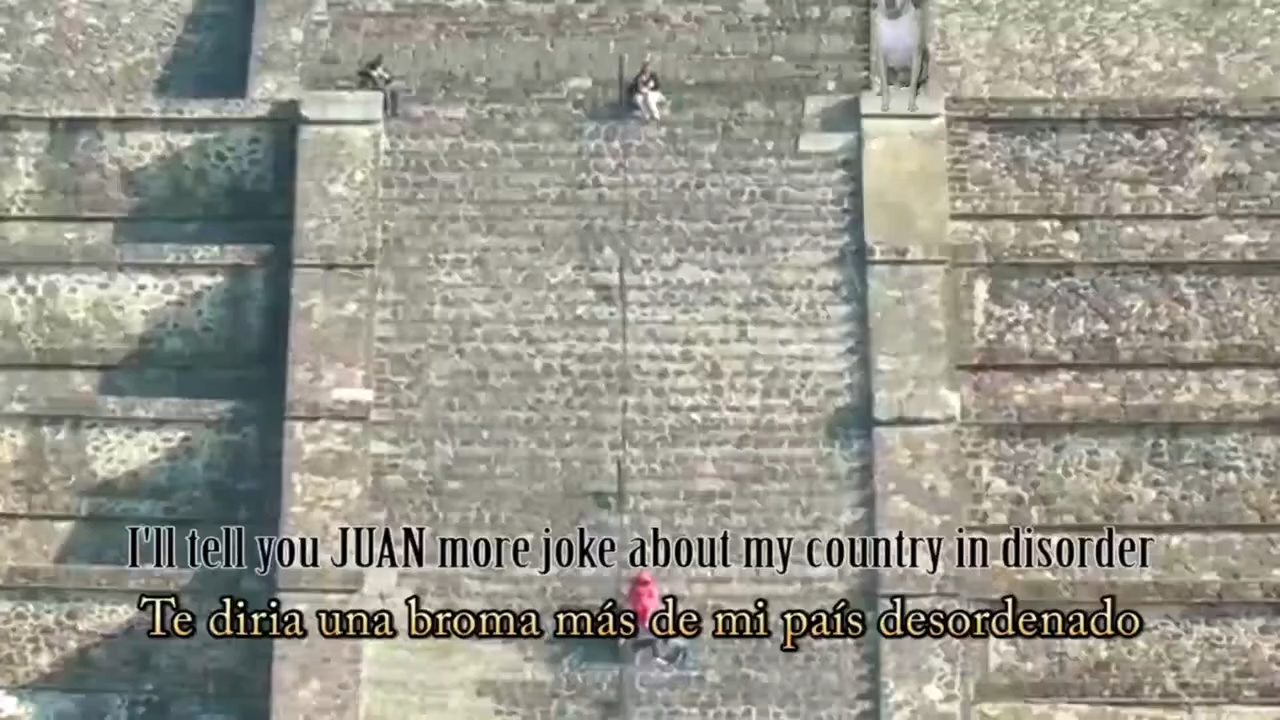 I'll tell you JUAN more joke about my country in disorder
Te diria una broma más de mi país desordenado